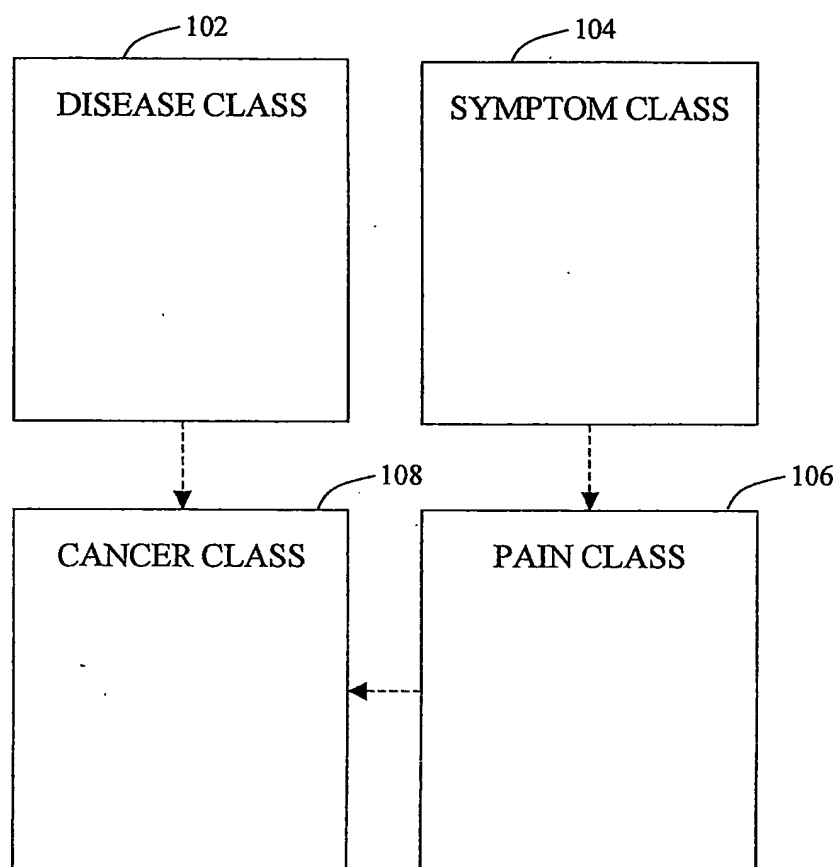 102
104
DISEASE CLASS
SYMPTOM CLASS
108
106
CANCER CLASS
PAIN CLASS